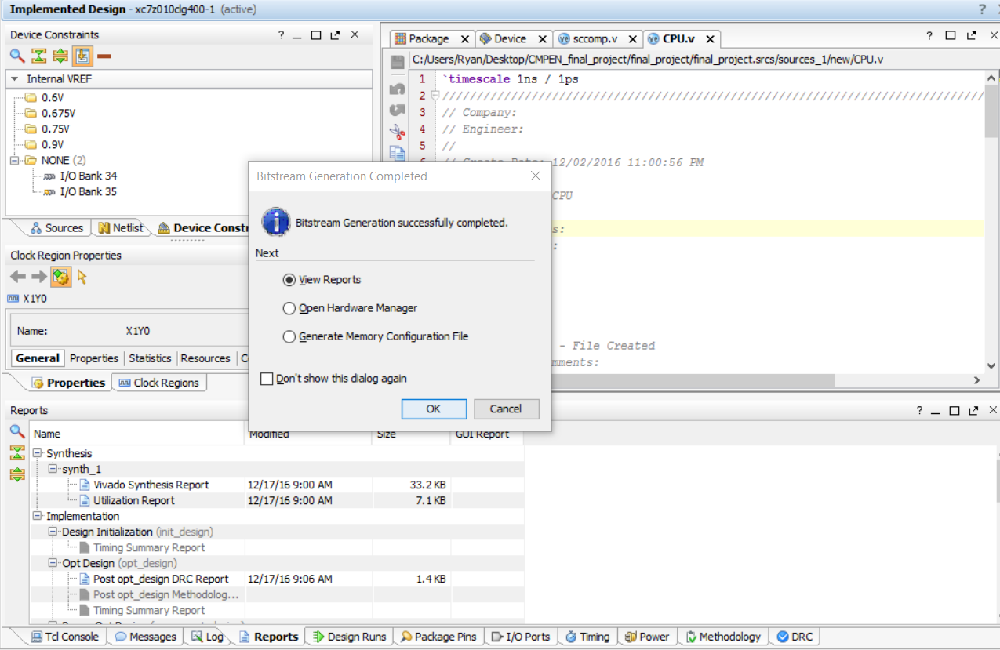 Implemented Design - xc7z010clg400-1 (active)
Device Constraints
Internal VREF
0.6V
0.675V
0.75V
0.9V
NONE (2)
I/O Bank 34
I/O Bank 35
Sources
Netlist
Device Constr
Clock Region Properties
X1Y0
Name: X1Y0
General Properties Statistics Resources
Properties Clock Regions
Package
Device
sccomp.v
CPU.v
C:/Users/Ryan/Desktop/CMPEN_final_project/final_project/final_project.srcs/sources_1/new/CPU.v
1 `timescale 1ns / 1ps
2 //////////////////////////////////////////////////////////////////////////////////
3 // Company:
4 // Engineer:
5 //
// Create Date: 12/02/2016 11:00:56 PM
CPU
s:
:
- File Created
mments:
Bitstream Generation Completed
Bitstream Generation successfully completed.
Next
View Reports
Open Hardware Manager
Generate Memory Configuration File
Don't show this dialog again
OK Cancel
Reports
Name Modified Size GUI Report
Synthesis
synth_1
Vivado Synthesis Report 12/17/16 9:00 AM 33.2 KB
Utilization Report 12/17/16 9:00 AM 7.1 KB
Implementation
Design Initialization (init_design)
Timing Summary Report
Opt Design (opt_design)
Post opt_design DRC Report 12/17/16 9:06 AM 1.4 KB
Post opt_design Methodolog...
Timing Summary Report
Tcl Console Messages Log Reports Design Runs Package Pins I/O Ports Timing Power Methodology DRC